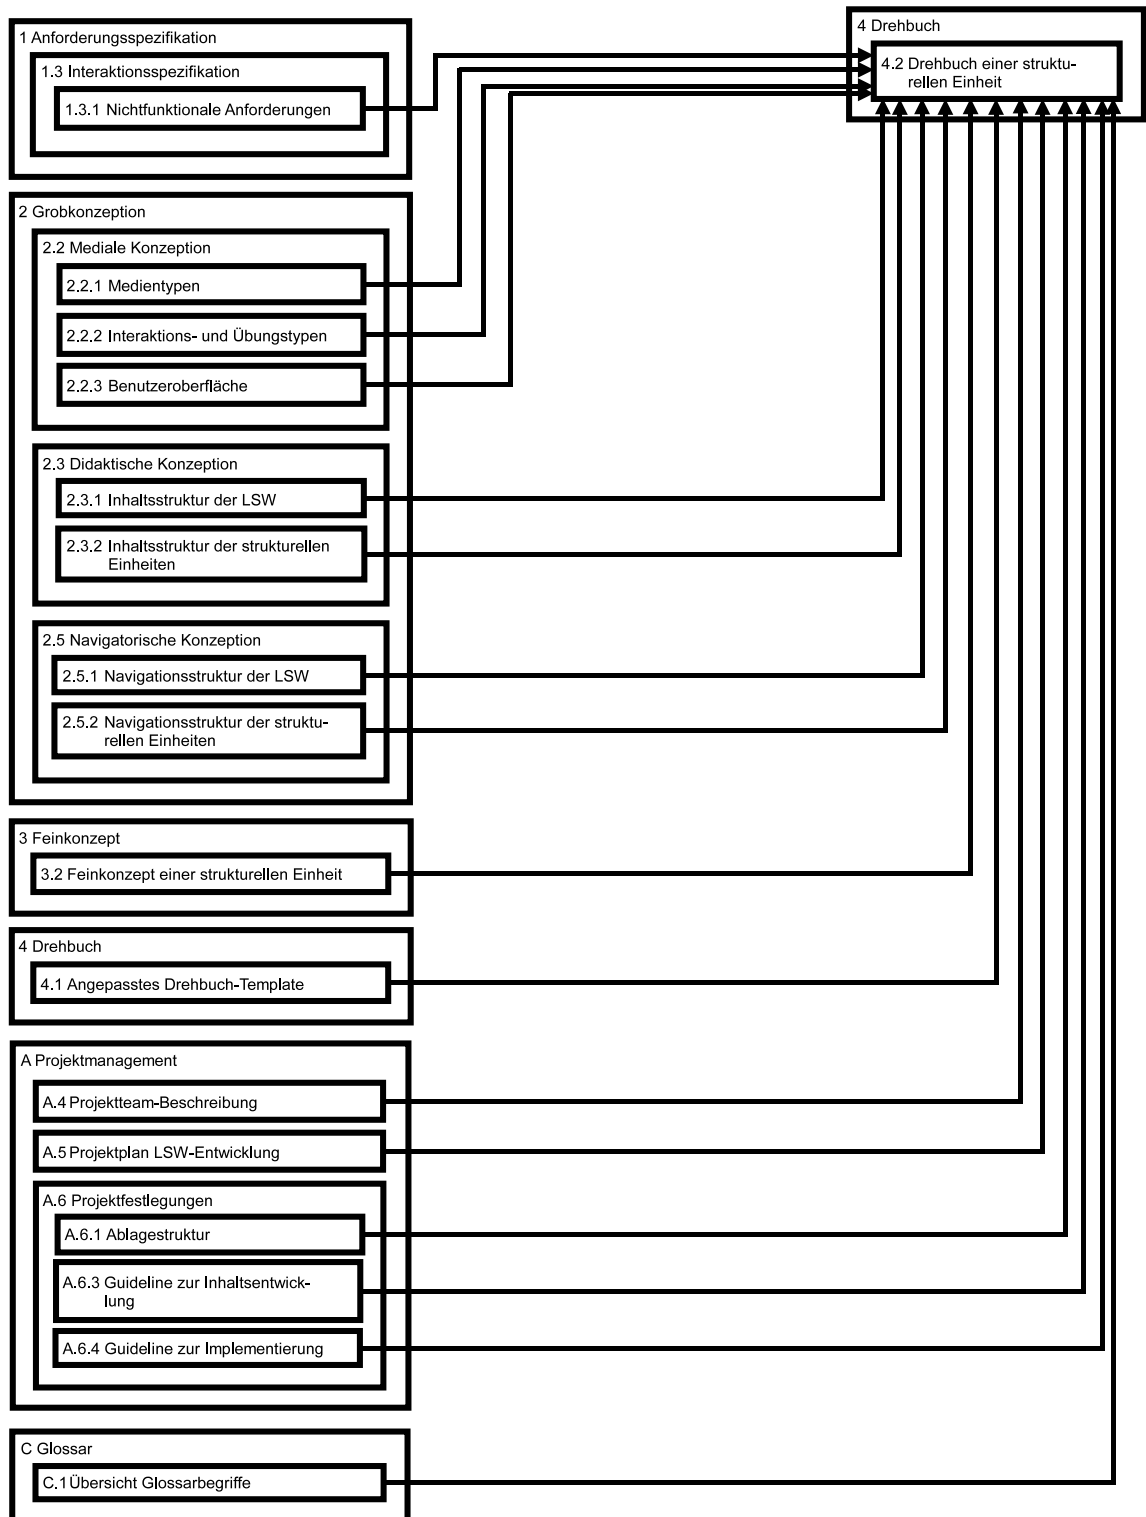 1 Anforderungsspezifikation
1.3 Interaktionsspezifikation
1.3.1 Nichtfunktionale Anforderungen
4 Drehbuch
4.2 Drehbuch einer struktu-
rellen Einheit
2 Grobkonzeption
2.2 Mediale Konzeption
2.2.1 Medientypen
2.2.2 Interaktions- und Übungstypen
2.2.3 Benutzeroberfläche
2.3 Didaktische Konzeption
2.3.1 Inhaltsstruktur der LSW
2.3.2 Inhaltsstruktur der strukturellen
Einheiten
2.5 Navigatorische Konzeption
2.5.1 Navigationsstruktur der LSW
2.5.2 Navigationsstruktur der struktu-
rellen Einheiten
3 Feinkonzept
3.2 Feinkonzept einer strukturellen Einheit
4 Drehbuch
4.1 Angepasstes Drehbuch-Template
A Projektmanagement
A.4 Projektteam-Beschreibung
A.5 Projektplan LSW-Entwicklung
A.6 Projektfestlegungen
A.6.1 Ablagestruktur
A.6.3 Guideline zur Inhaltsentwick-
lung
A.6.4 Guideline zur Implementierung
C Glossar
C.1 Übersicht Glossarbegriffe